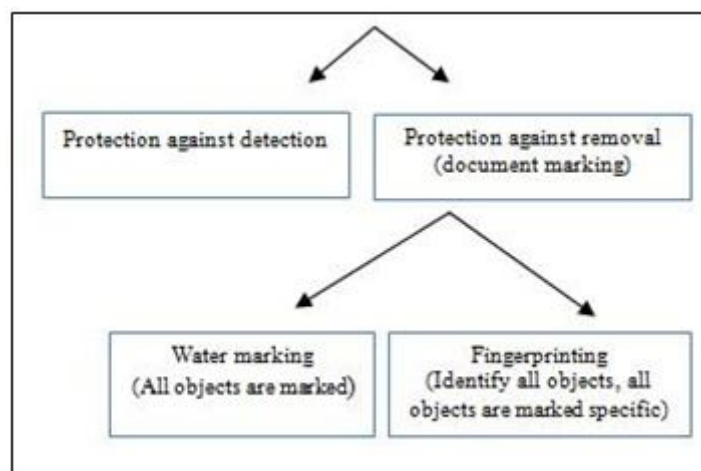 Protection against detection
Protection against removal
(document marking)
Water marking
(All objects are marked)
Fingerprinting
(Identify all objects, all
objects are marked specific)